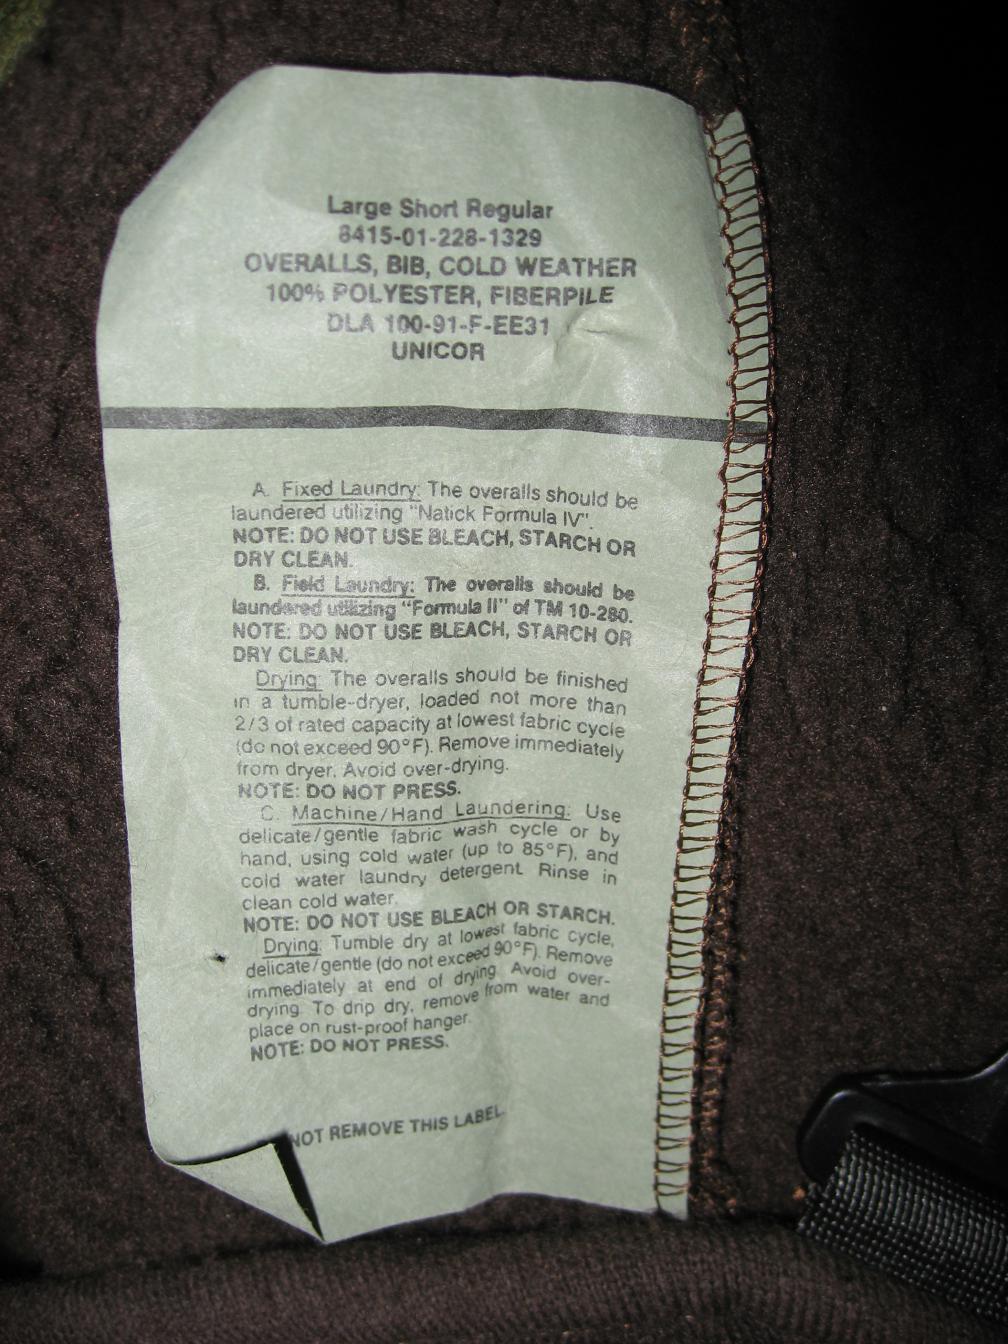 Large Short Regular
8415-01-228-1329
OVERALLS, BIB, COLD WEATHER
100% POLYESTER, FIBERPILE
DLA 100-91-F-EE31
UNICOR
A. Fixed Laundry: The overalls should be
laundered utilizing "Natick Formula IV".
NOTE: DO NOT USE BLEACH, STARCH OR
DRY CLEAN.
B. Field Laundry: The overalls should be
laundered utilizing "Formula II" of TM 10-280.
NOTE: DO NOT USE BLEACH, STARCH OR
DRY CLEAN.
Drying: The overalls should be finished
in a tumble-dryer, loaded not more than
2/3 of rated capacity at lowest fabric cycle
(do not exceed 90°F). Remove immediately
from dryer. Avoid over-drying.
NOTE: DO NOT PRESS.
C. Machine/Hand Laundering: Use
delicate/gentle fabric wash cycle or by
hand, using cold water (up to 85°F), and
cold water laundry detergent. Rinse in
clean cold water.
NOTE: DO NOT USE BLEACH OR STARCH.
Drying: Tumble dry at lowest fabric cycle,
delicate/gentle (do not exceed 90°F). Remove
immediately at end of drying. Avoid over-
drying. To drip dry, remove from water and
place on rust-proof hanger.
NOTE: DO NOT PRESS.
NOT REMOVE THIS LABEL.